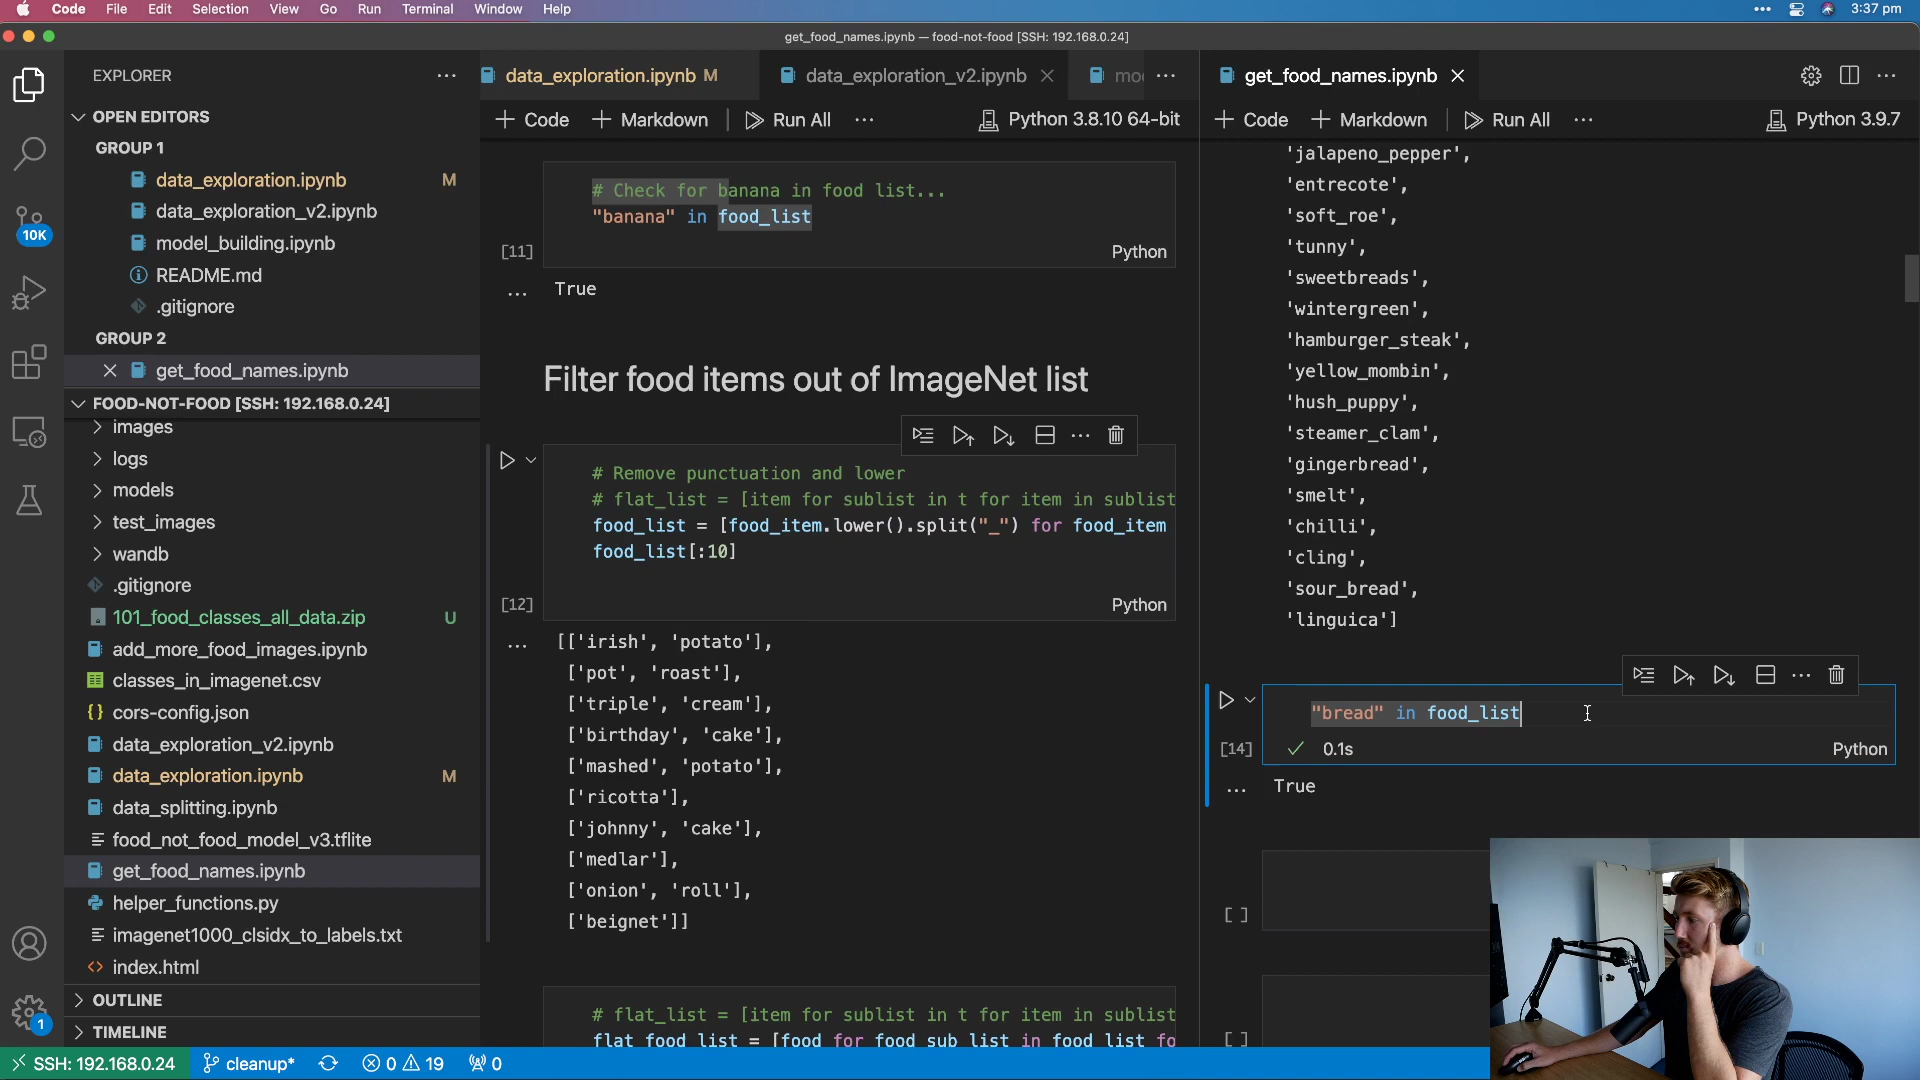 Code File Edit Selection View Go Run Terminal Window Help
3:37 pm
get_food_names.ipynb — food-not-food [SSH: 192.168.0.24]
EXPLORER
OPEN EDITORS
GROUP 1
data_exploration.ipynb M
data_exploration_v2.ipynb
model_building.ipynb
README.md
.gitignore
10K
GROUP 2
get_food_names.ipynb
FOOD-NOT-FOOD [SSH: 192.168.0.24]
images
logs
models
test_images
wandb
.gitignore
101_food_classes_all_data.zip U
add_more_food_images.ipynb
classes_in_imagenet.csv
cors-config.json
data_exploration_v2.ipynb
data_exploration.ipynb M
data_splitting.ipynb
food_not_food_model_v3.tflite
get_food_names.ipynb
helper_functions.py
imagenet1000_clsidx_to_labels.txt
index.html
OUTLINE
TIMELINE
1
data_exploration.ipynb M
data_exploration_v2.ipynb
mo
+ Code + Markdown Run All ... Python 3.8.10 64-bit
# Check for banana in food list...
"banana" in food_list
[11] Python
... True
Filter food items out of ImageNet list
# Remove punctuation and lower
# flat_list = [item for sublist in t for item in sublist
food_list = [food_item.lower().split("_") for food_item
food_list[:10]
[12] Python
... [['irish', 'potato'],
['pot', 'roast'],
['triple', 'cream'],
['birthday', 'cake'],
['mashed', 'potato'],
['ricotta'],
['johnny', 'cake'],
['medlar'],
['onion', 'roll'],
['beignet']]
# flat_list = [item for sublist in t for item in sublist
flat_food_list = [food for food_sub_list in food_list fo
get_food_names.ipynb
+ Code + Markdown Run All ... Python 3.9.7
'jalapeno_pepper',
'entrecote',
'soft_roe',
'tunny',
'sweetbreads',
'wintergreen',
'hamburger_steak',
'yellow_mombin',
'hush_puppy',
'steamer_clam',
'gingerbread',
'smelt',
'chilli',
'cling',
'sour_bread',
'linguica']
"bread" in food_list
[14] 0.1s Python
... True
[ ]
[ ]
SSH: 192.168.0.24 cleanup* 0 19 0